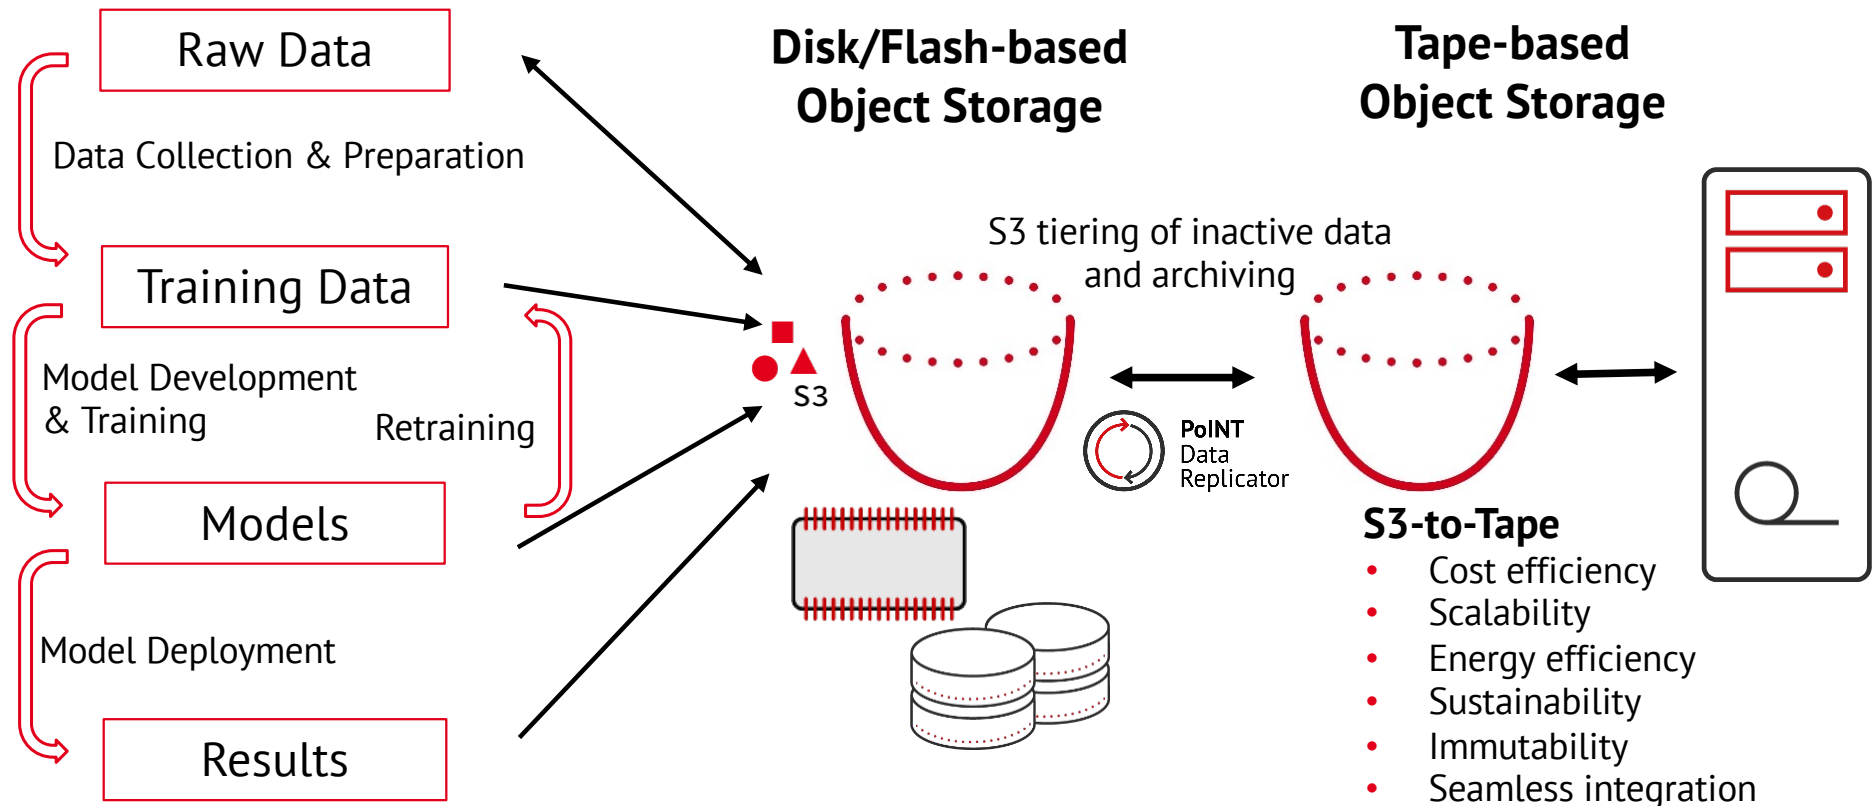 Raw Data
Data Collection & Preparation
Training Data
Model Development
& Training
Retraining
Models
Model Deployment
Results
Disk/Flash-based
Object Storage
S3
S3 tiering of inactive data
and archiving
PoINT
Data
Replicator
Tape-based
Object Storage
S3-to-Tape
• Cost efficiency
• Scalability
• Energy efficiency
• Sustainability
• Immutability
• Seamless integration